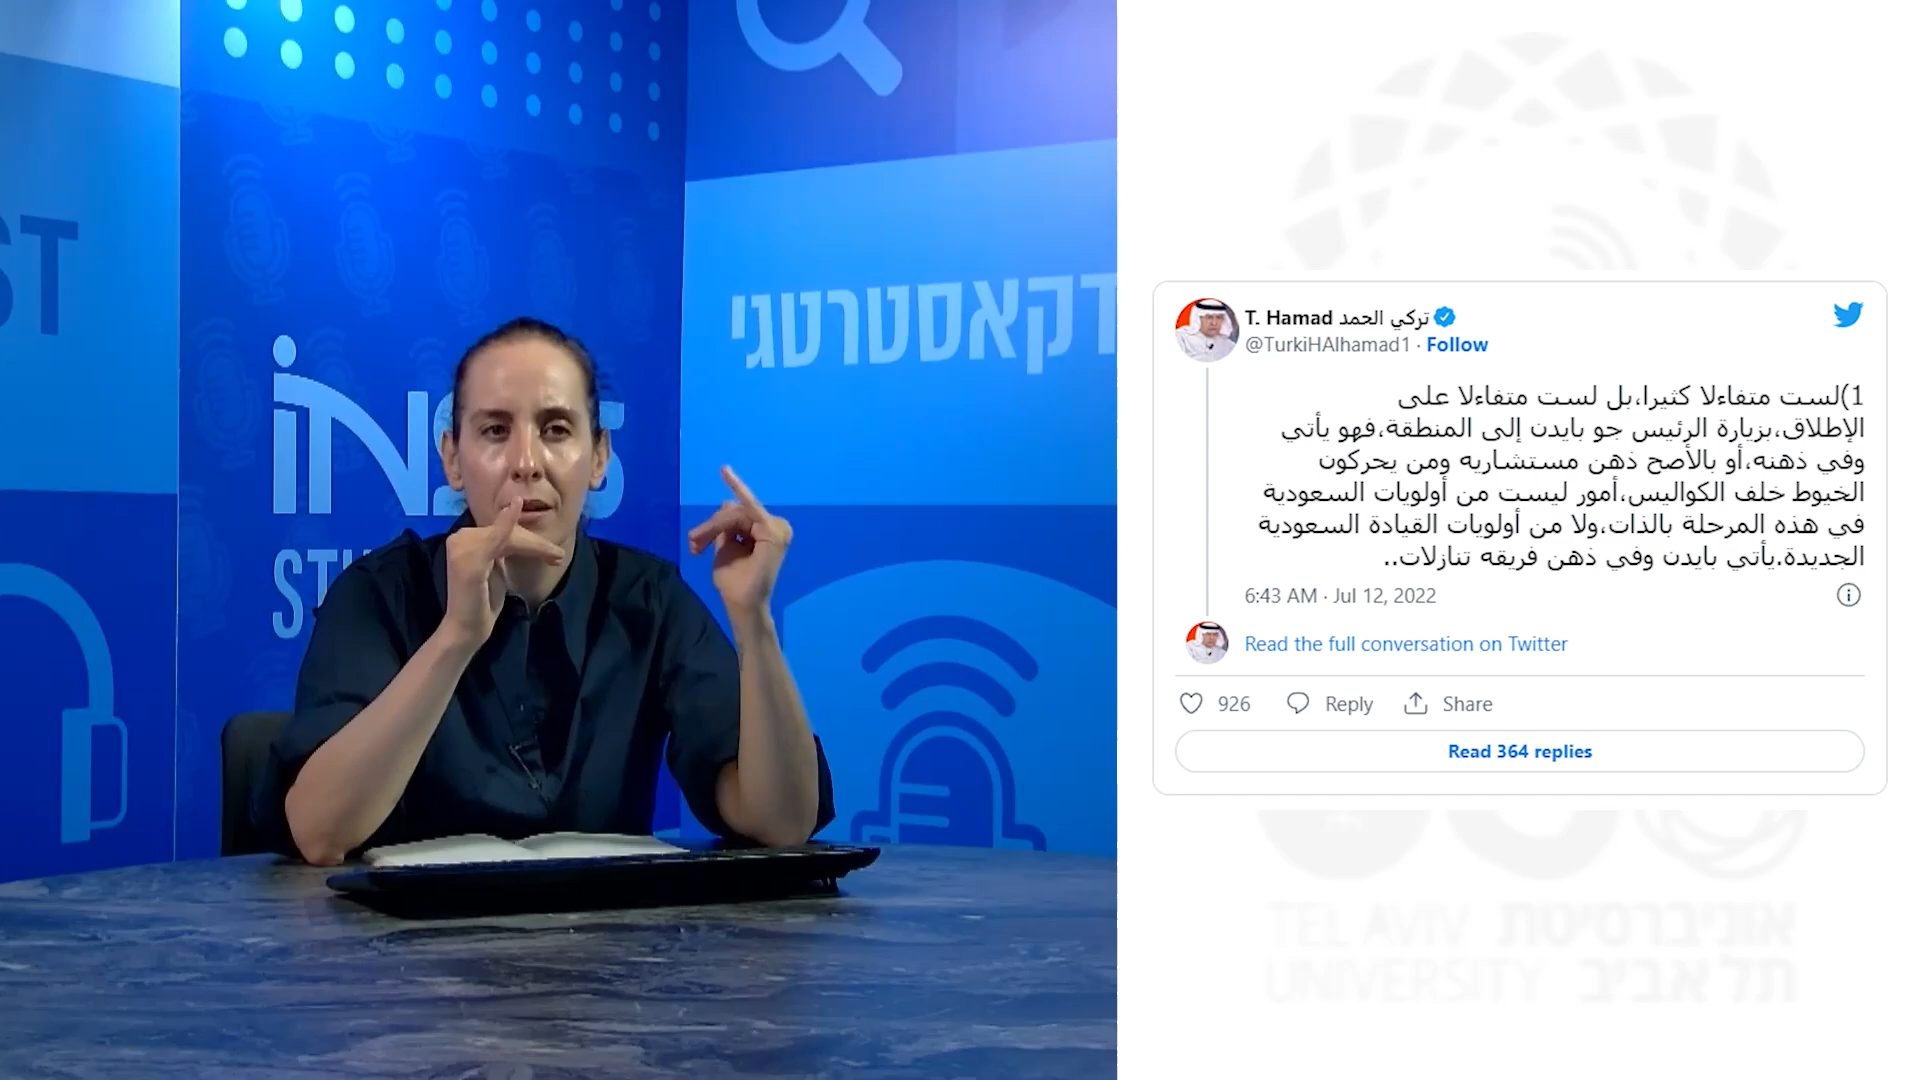 ST
דקאסטרטגי
INSS
ST
T. Hamad تركي الحمد
@TurkiHAlhamad1 · Follow
1)لست متفاءلا كثيرا،بل لست متفاءلا على
الإطلاق،بزيارة الرئيس جو بايدن إلى المنطقة،فهو يأتي
وفي ذهنه،أو بالأصح ذهن مستشاريه ومن يحركون
الخيوط خلف الكواليس،أمور ليست من أولويات السعودية
في هذه المرحلة بالذات،ولا من أولويات القيادة السعودية
الجديدة.يأتي بايدن وفي ذهن فريقه تنازلات..
6:43 AM · Jul 12, 2022
Read the full conversation on Twitter
926 Reply Share
Read 364 replies
TEL AVIV אוניברסיטת
UNIVERSITY תל אביב